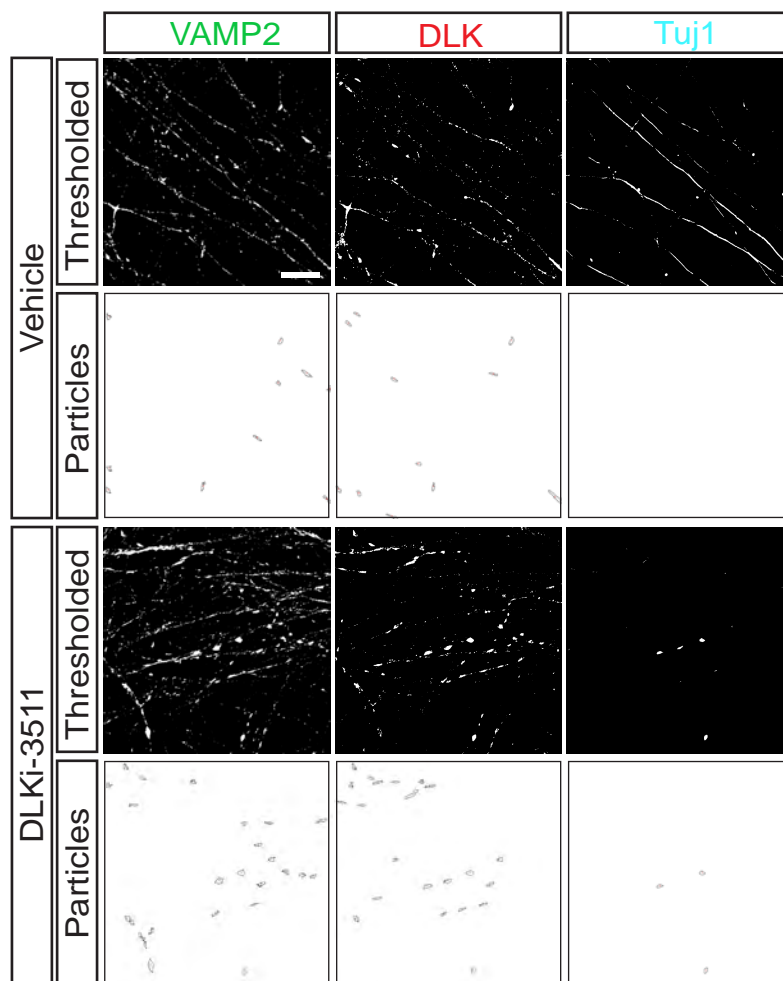 VAMP2 DLK Tuj1
Vehicle
Thresholded
Particles
DLKi-3511
Thresholded
Particles